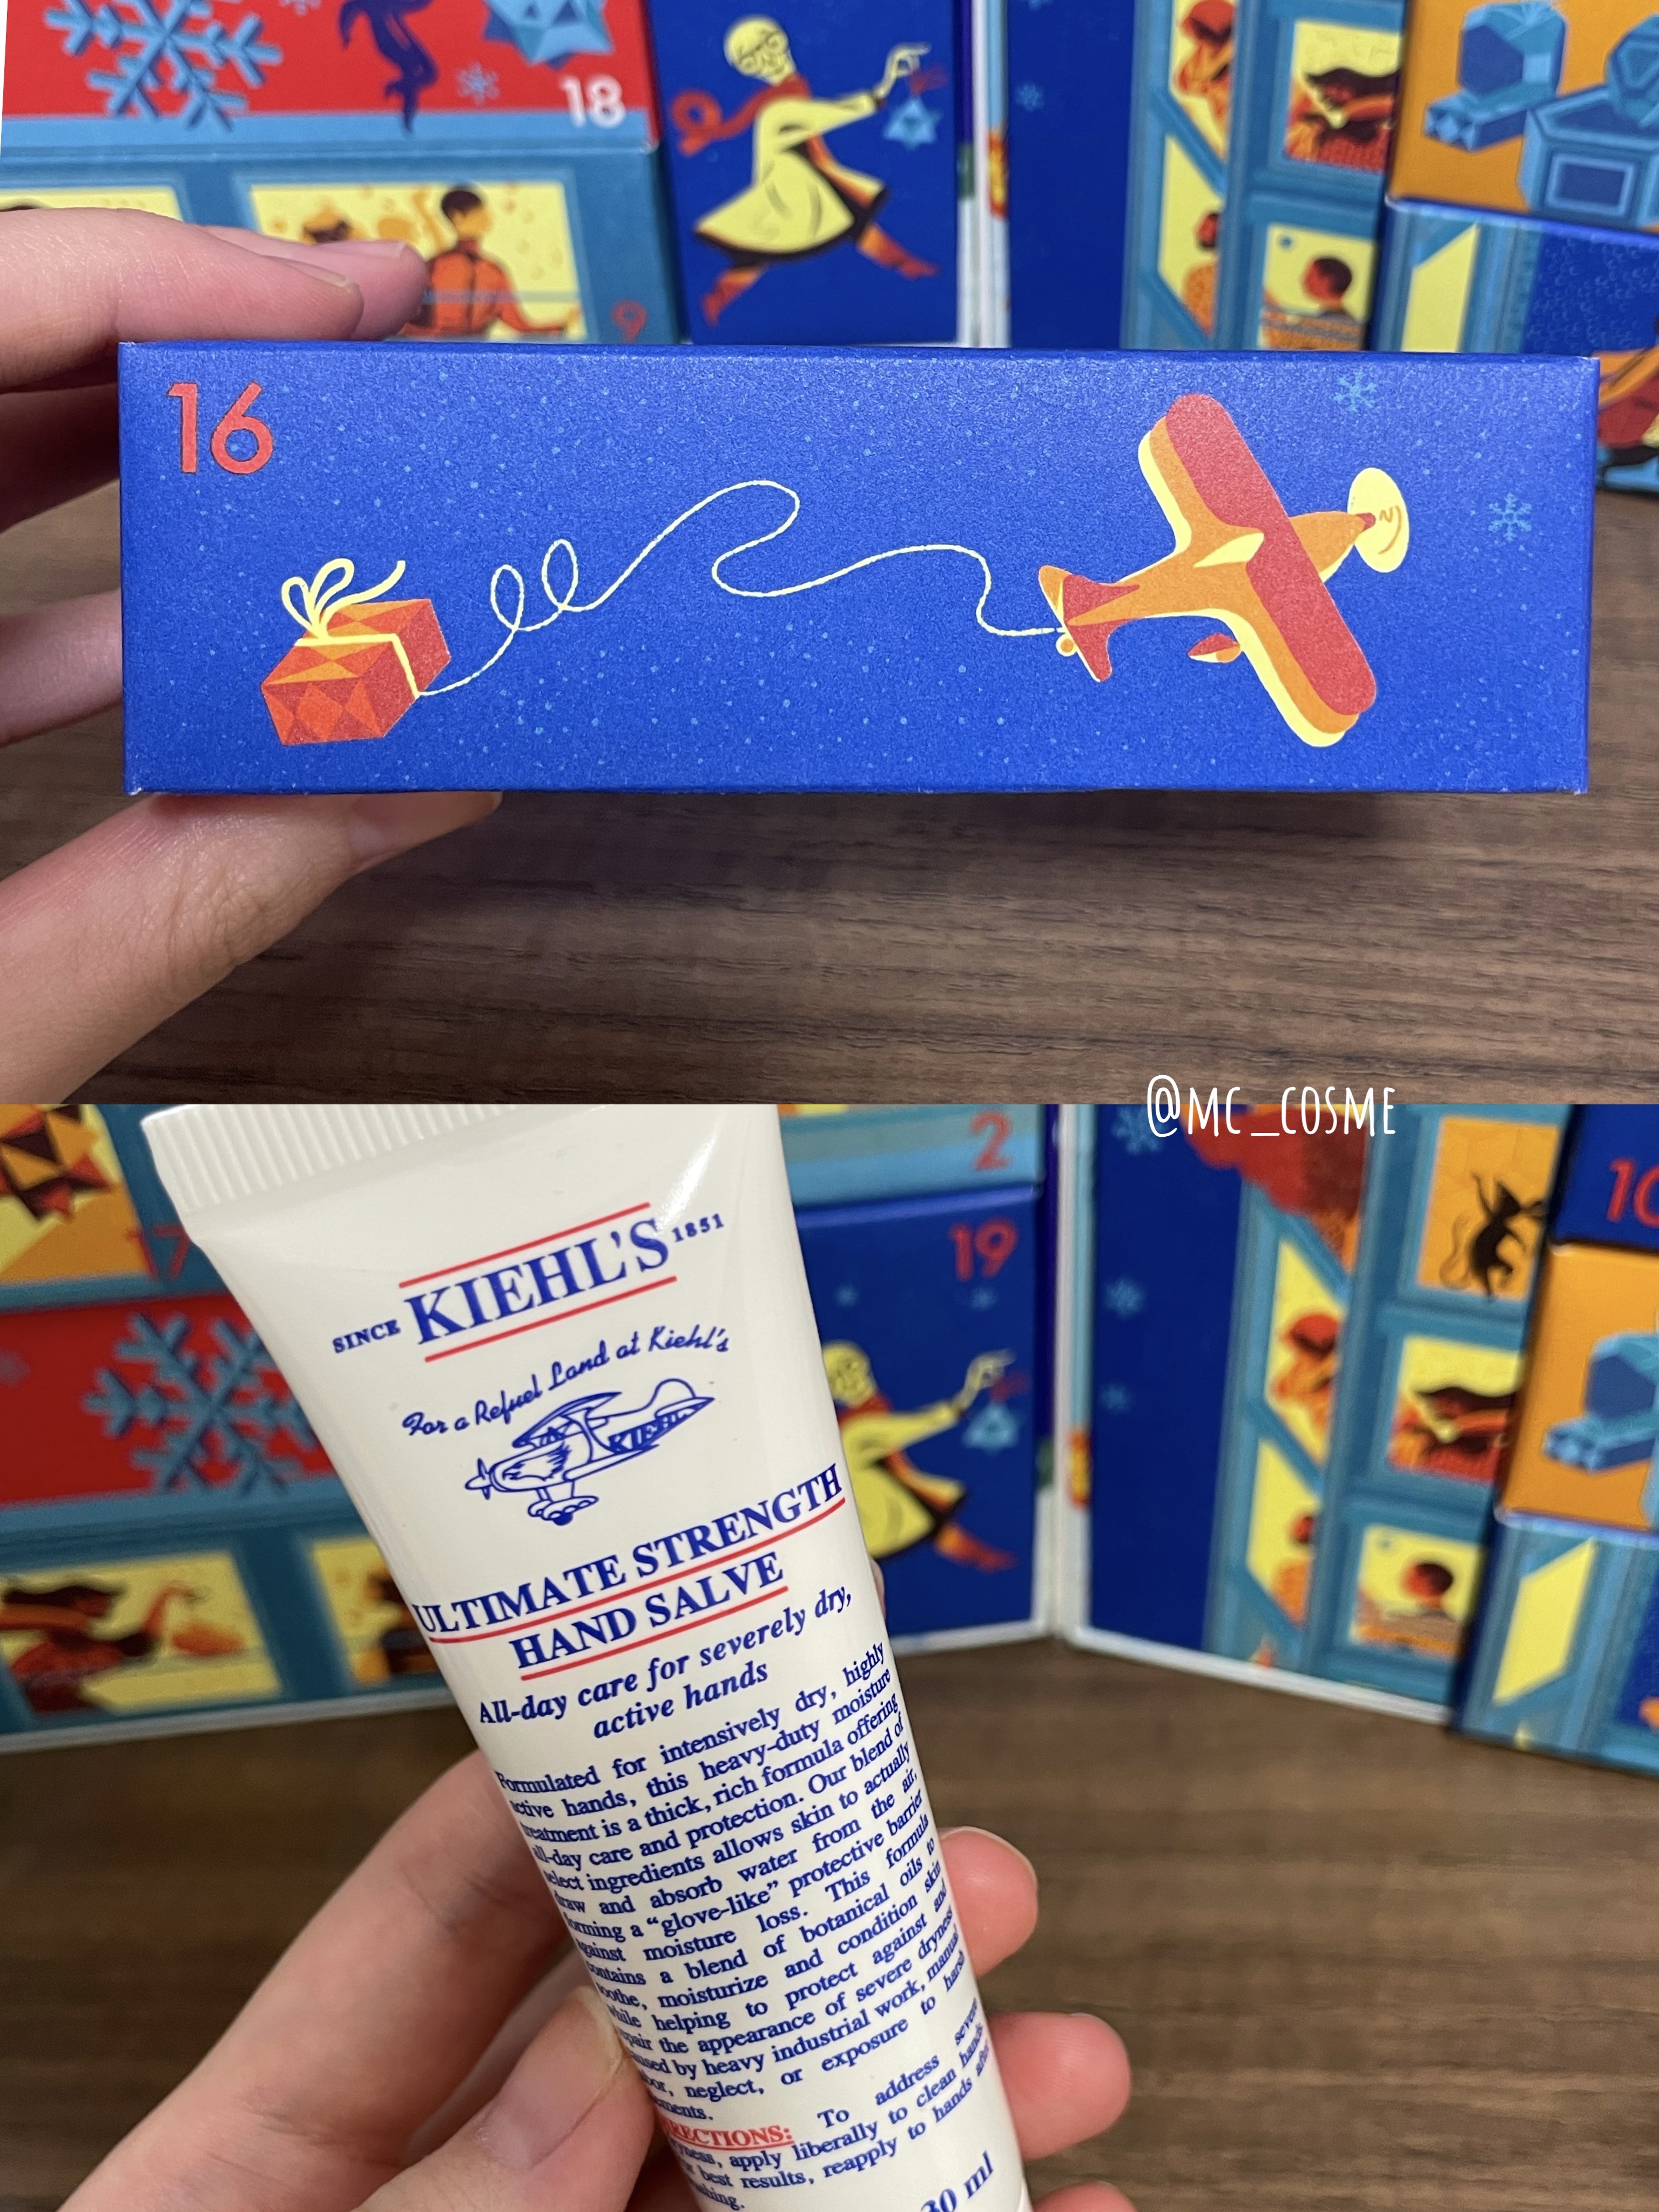 18
9
16
@MC_COSME
2
19
17
10
SINCE KIEHL'S 1851
For a Refuel Land at Kiehl's
KIEHL'S
ULTIMATE STRENGTH
HAND SALVE
All-day care for severely dry,
active hands
Formulated for intensively dry, highly
active hands, this heavy-duty moisture
treatment is a thick, rich formula offering
all-day care and protection. Our blend of
select ingredients allows skin to actually
draw and absorb water from the air,
forming a “glove-like” protective barrier
against moisture loss. This formula
contains a blend of botanical oils to
soothe, moisturize and condition skin
while helping to protect against and
repair the appearance of severe dryness
caused by heavy industrial work, manual
labor, neglect, or exposure to harsh
elements.
DIRECTIONS: To address severe
dryness, apply liberally to clean hands.
For best results, reapply to hands after
washing.
30 ml